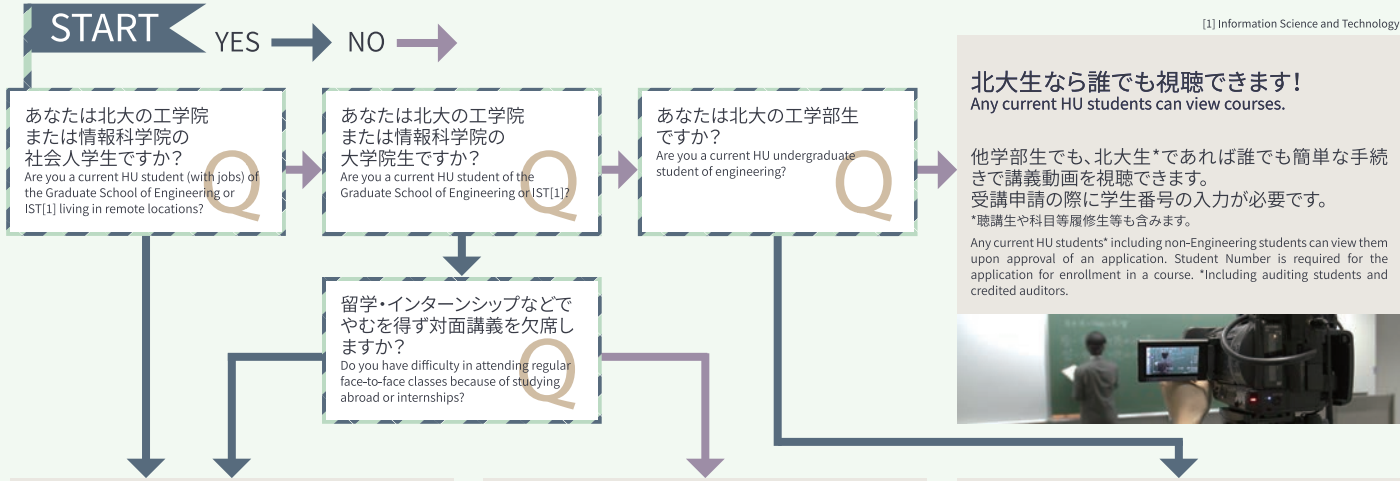 START
YES
NO
[1] Information Science and Technology
あなたは北大の工学院
または情報科学院の
社会人学生ですか？
Are you a current HU student (with jobs) of
the Graduate School of Engineering or
IST[1] living in remote locations?
Q
あなたは北大の工学院
または情報科学院の
大学院生ですか？
Are you a current HU student of the
Graduate School of Engineering or IST[1]?
Q
あなたは北大の工学部生
ですか？
Are you a current HU undergraduate
student of engineering?
Q
北大生なら誰でも視聴できます！
Any current HU students can view courses.
他学部生でも、北大生*であれば誰でも簡単な手続
きで講義動画を視聴できます。
受講申請の際に学生番号の入力が必要です。
*聴講生や科目等履修生等も含みます。
Any current HU students* including non-Engineering students can view them
upon approval of an application. Student Number is required for the
application for enrollment in a course. *Including auditing students and
credited auditors.
留学・インターンシップなどで
やむを得ず対面講義を欠席し
ますか？
Do you have difficulty in attending regular
face-to-face classes because of studying
abroad or internships?
Q